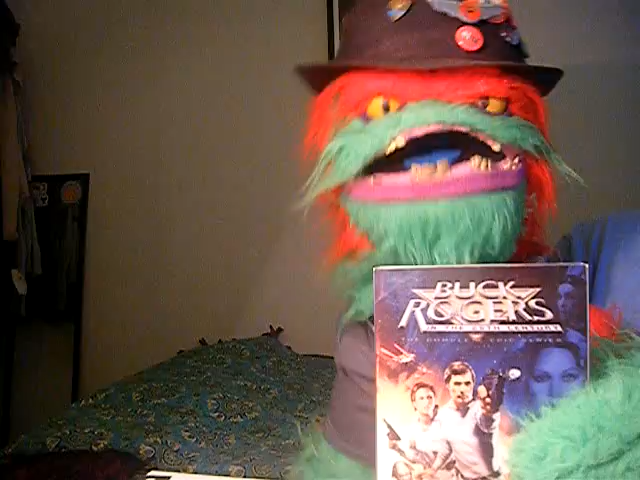 BUCK
ROGERS
IN THE 25TH CENTURY
THE COMPLETE EPIC SERIES